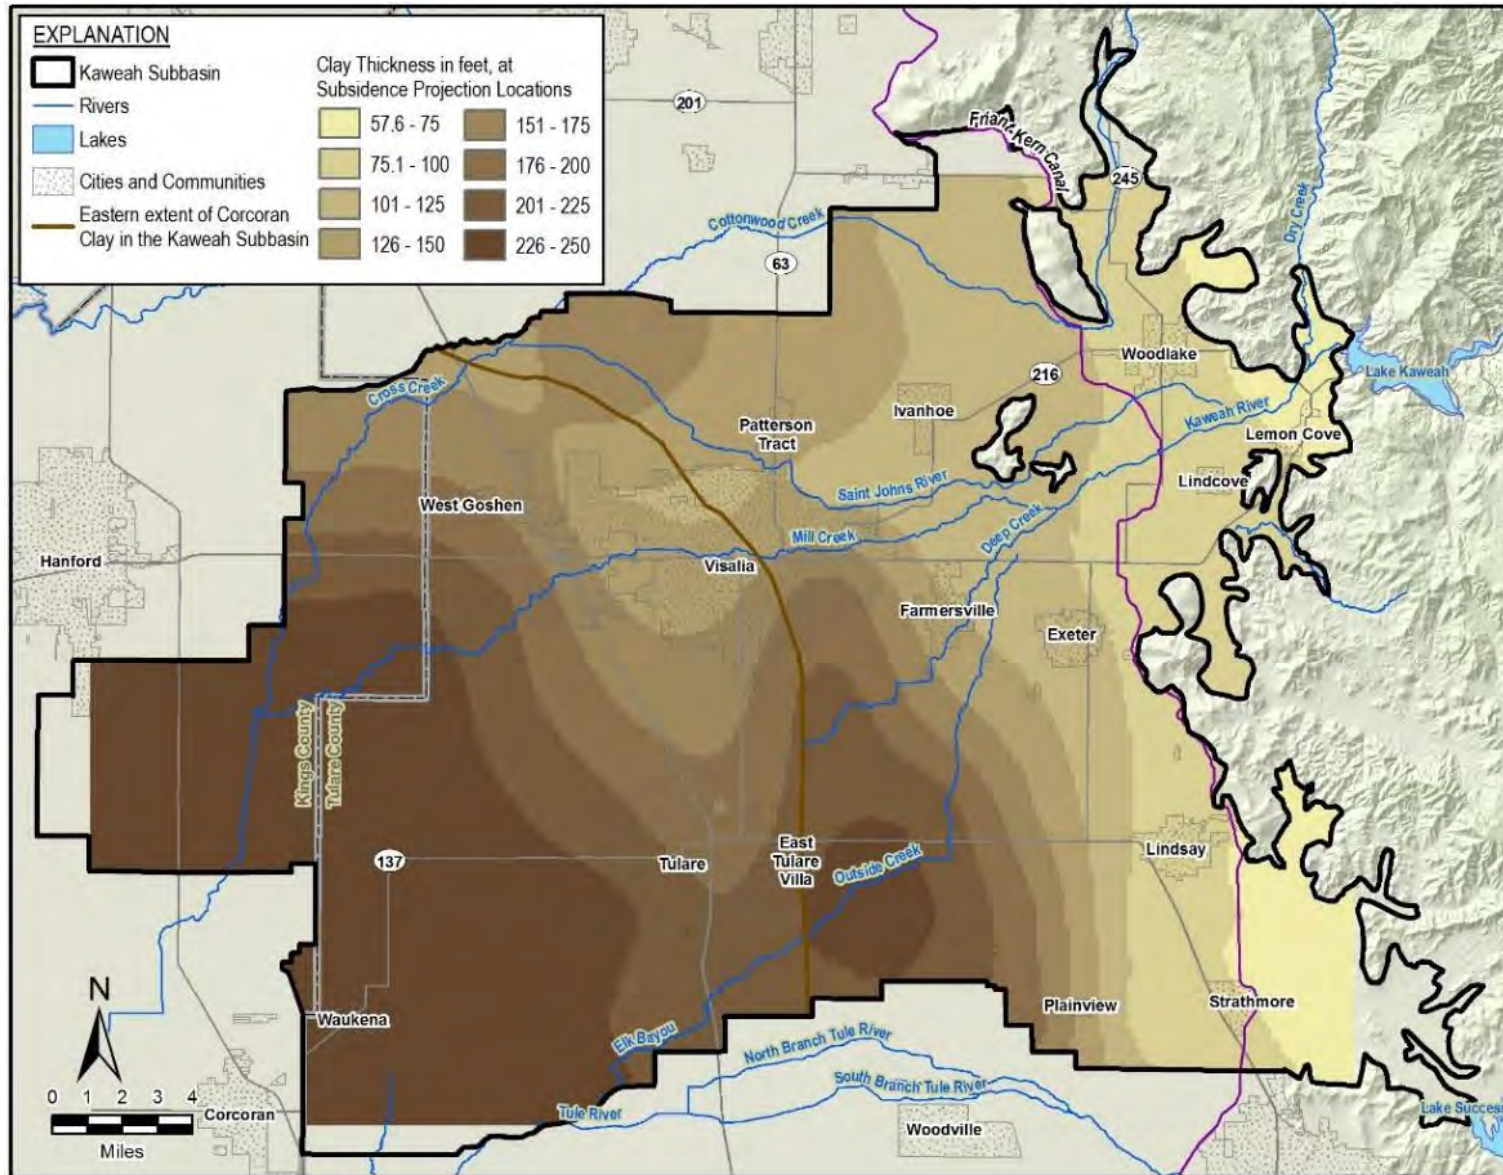 EXPLANATION
Kaweah Subbasin
Rivers
Lakes
Cities and Communities
Eastern extent of Corcoran
Clay in the Kaweah Subbasin
Clay Thickness in feet, at
Subsidence Projection Locations
57.6 - 75
75.1 - 100
101 - 125
126 - 150
151 - 175
176 - 200
201 - 225
226 - 250
201
Friant-Kern Canal
245
Dry Creek
Cottonwood Creek
63
Woodlake
Lake Kaweah
216
Cross Creek
Ivanhoe
Kaweah River
Patterson
Tract
Lemon Cove
Saint Johns River
Lindcove
West Goshen
Mill Creek
Deep Creek
Hanford
Visalia
Farmersville
Exeter
Kings County
Tulare County
137
Tulare
East
Tulare
Villa
Outside Creek
Lindsay
N
Waukena
Plainview
Strathmore
Elk Bayou
North Branch Tule River
South Branch Tule River
0 1 2 3 4
Miles
Corcoran
Tule River
Woodville
Lake Success